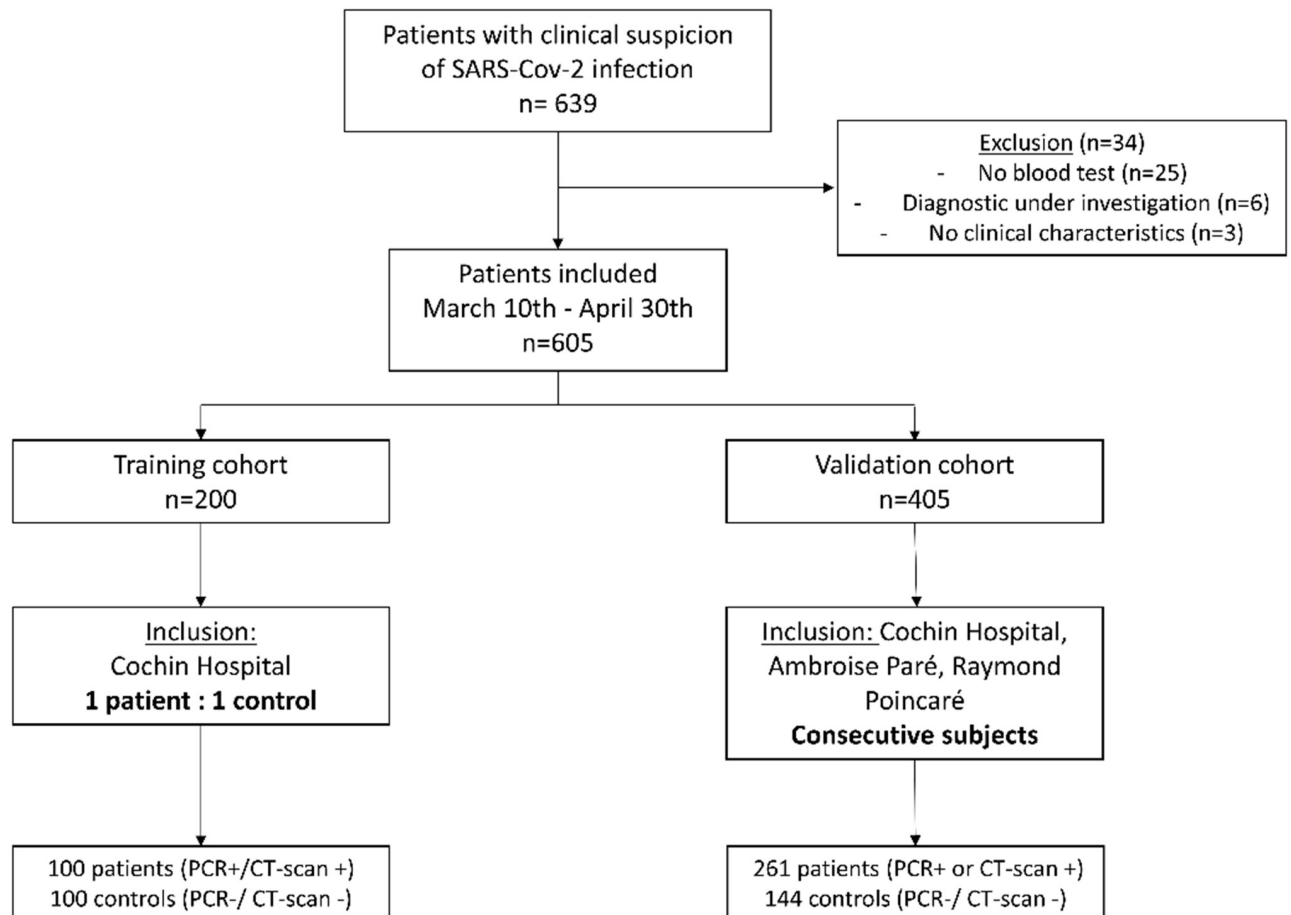 Patients with clinical suspicion
of SARS-Cov-2 infection
n= 639
Exclusion (n=34)
- No blood test (n=25)
- Diagnostic under investigation (n=6)
- No clinical characteristics (n=3)
Patients included
March 10th - April 30th
n=605
Training cohort
n=200
Validation cohort
n=405
Inclusion:
Cochin Hospital
1 patient : 1 control
Inclusion: Cochin Hospital,
Ambroise Paré, Raymond
Poincaré
Consecutive subjects
100 patients (PCR+/CT-scan +)
100 controls (PCR-/ CT-scan -)
261 patients (PCR+ or CT-scan +)
144 controls (PCR-/ CT-scan -)